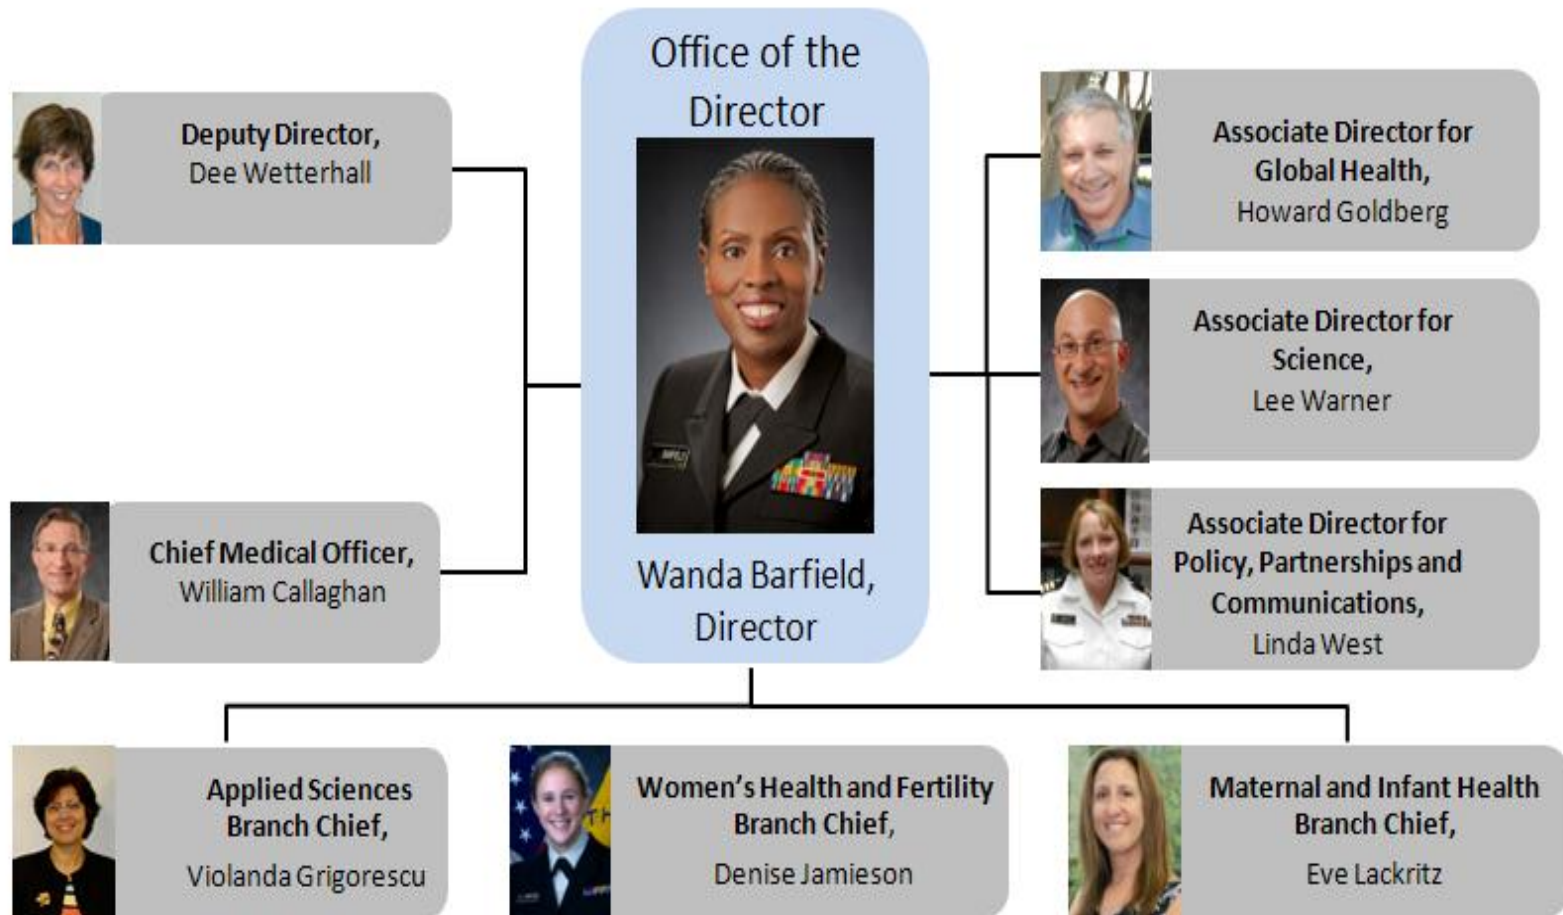 Office of the
Director
Wanda Barfield,
Director
Deputy Director,
Dee Wetterhall
Chief Medical Officer,
William Callaghan
Associate Director for
Global Health,
Howard Goldberg
Associate Director for
Science,
Lee Warner
Associate Director for
Policy, Partnerships and
Communications,
Linda West
Applied Sciences
Branch Chief,
Violanda Grigorescu
Women’s Health and Fertility
Branch Chief,
Denise Jamieson
Maternal and Infant Health
Branch Chief,
Eve Lackritz